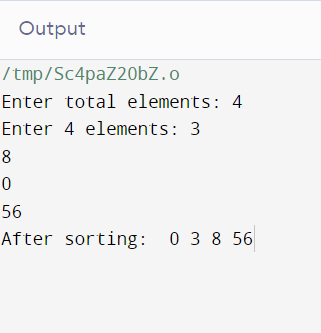 Output
/tmp/Sc4paZ2ObZ.o
Enter total elements: 4
Enter 4 elements: 3
8
0
56
After sorting:  0 3 8 56